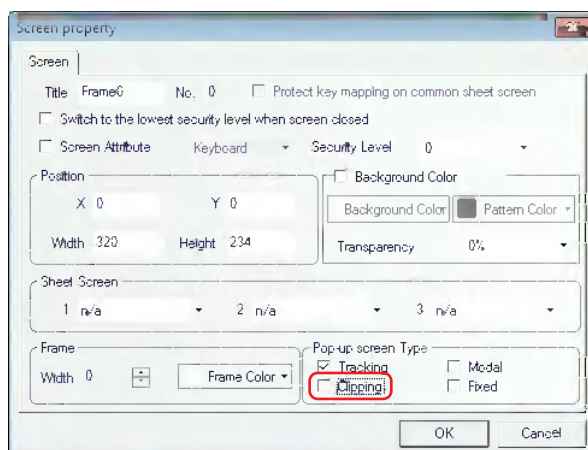 Screen property
Screen
Title Frame0 No. 0 Protect key mapping on common sheet screen
Switch to the lowest security level when screen closed
Screen Attribute Keyboard Security Level 0
Position
Background Color
X 0 Y 0
Background Color Pattern Color
Width 320 Height 234
Transparency 0%
Sheet Screen
1 n/a 2 n/a 3 n/a
Frame
Pop-up screen Type
Width 0 Frame Color
Tracking Modal
Clipping Fixed
OK Cancel